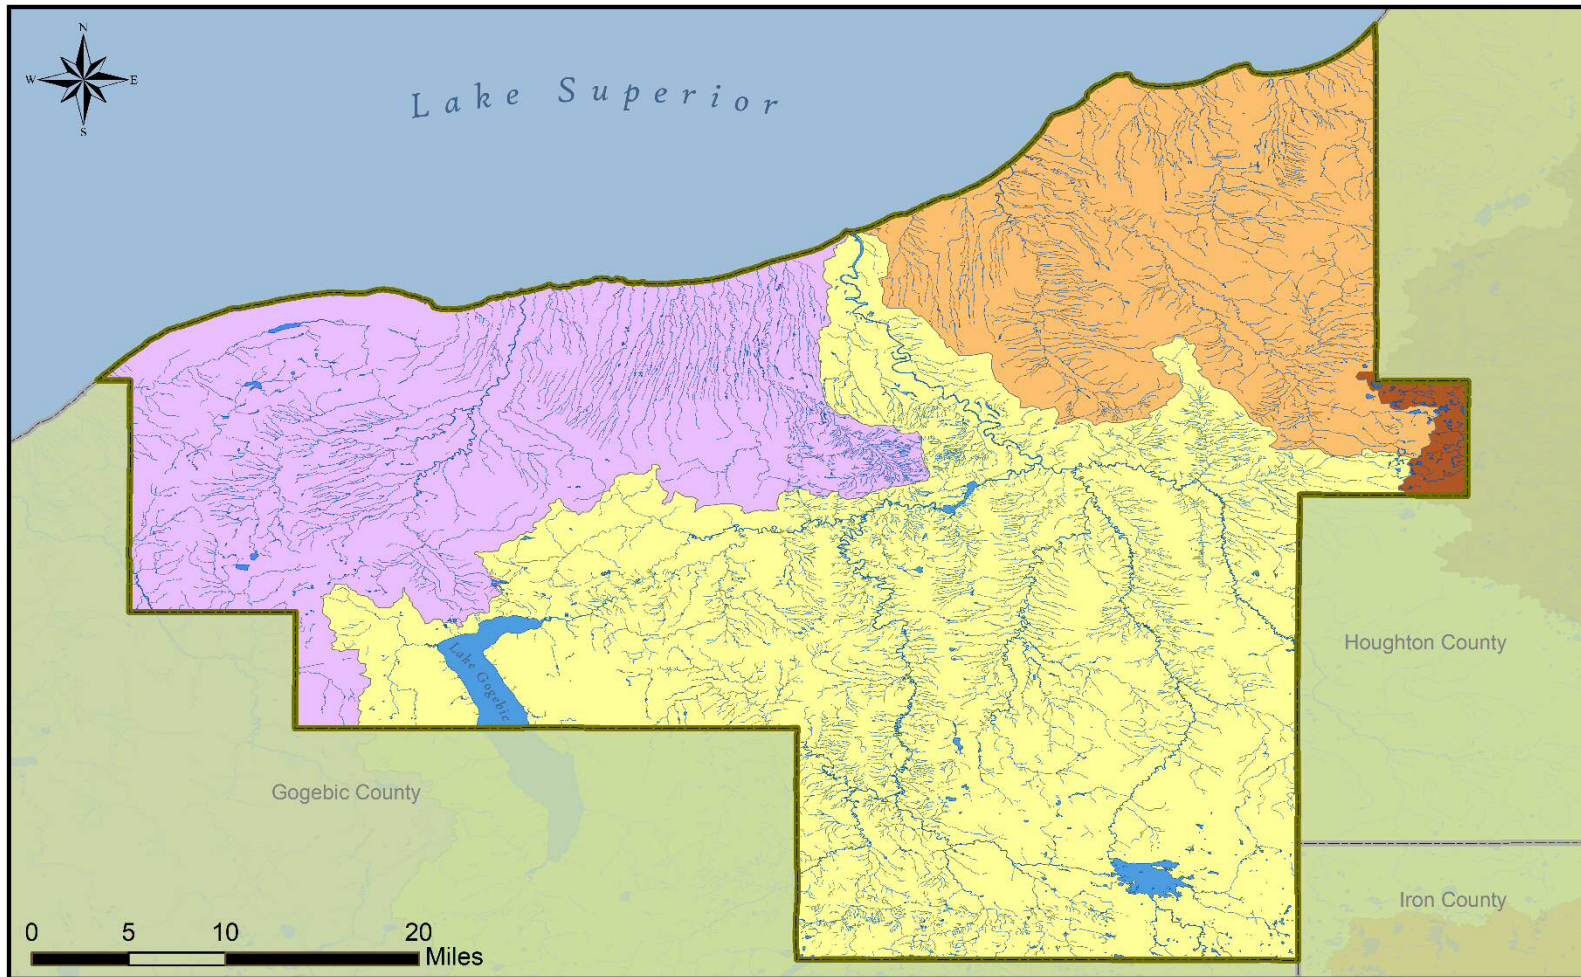 N
W E
S
Lake Superior
Lake Gogebic
Houghton County
Gogebic County
Iron County
0 5 10 20
Miles